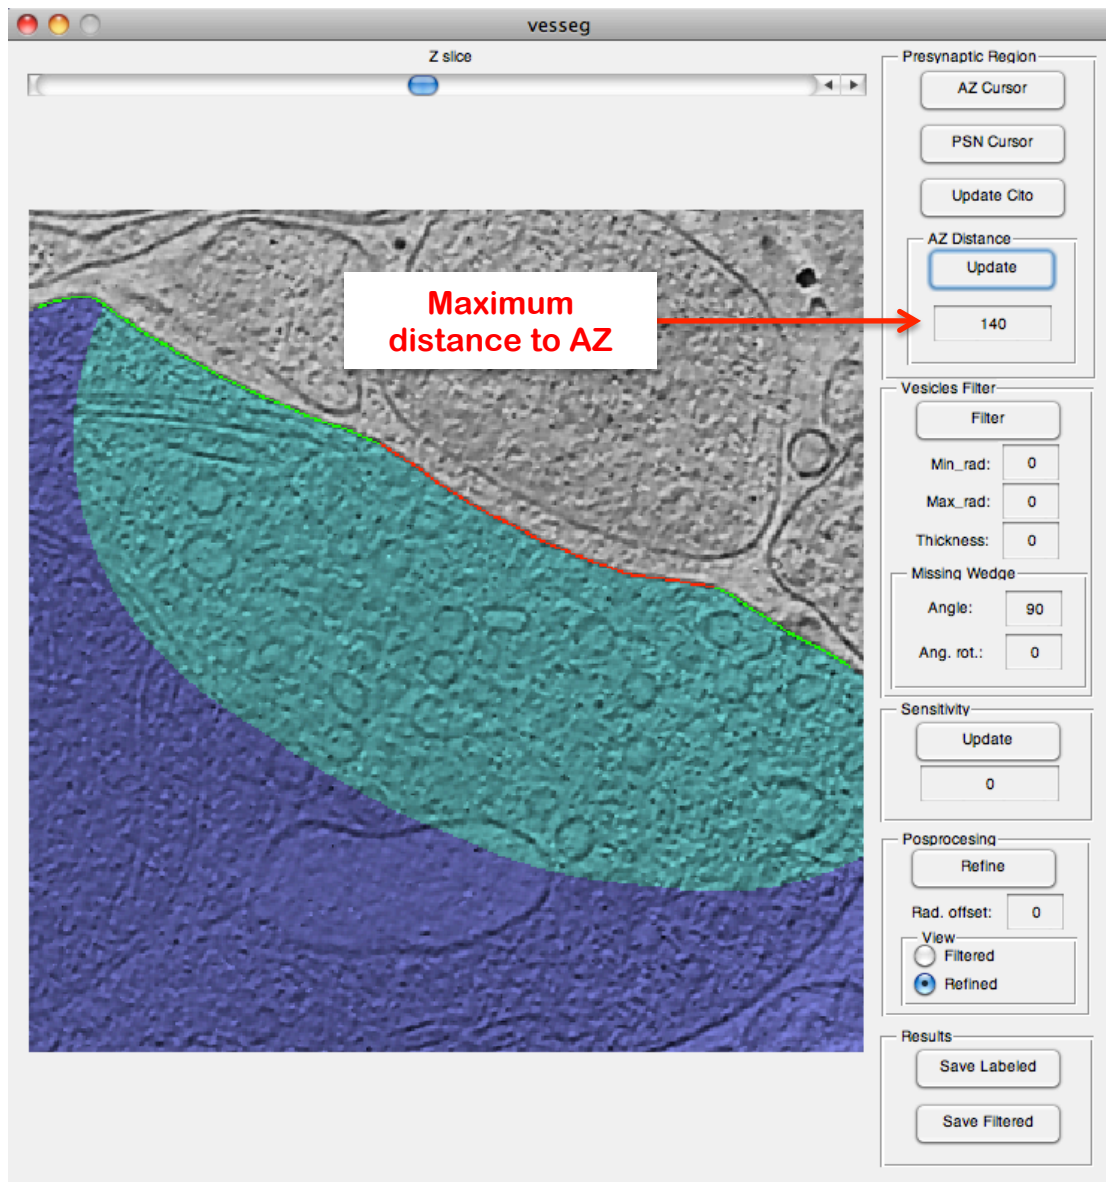 vesseg
Z slice
Presynaptic Region
AZ Cursor
PSN Cursor
Update Cito
AZ Distance
Update
140
Maximum
distance to AZ
Vesicles Filter
Filter
Min_rad: 0
Max_rad: 0
Thickness: 0
Missing Wedge
Angle: 90
Ang. rot.: 0
Sensitivity
Update
0
Posprocesing
Refine
Rad. offset: 0
View
Filtered
Refined
Results
Save Labeled
Save Filtered